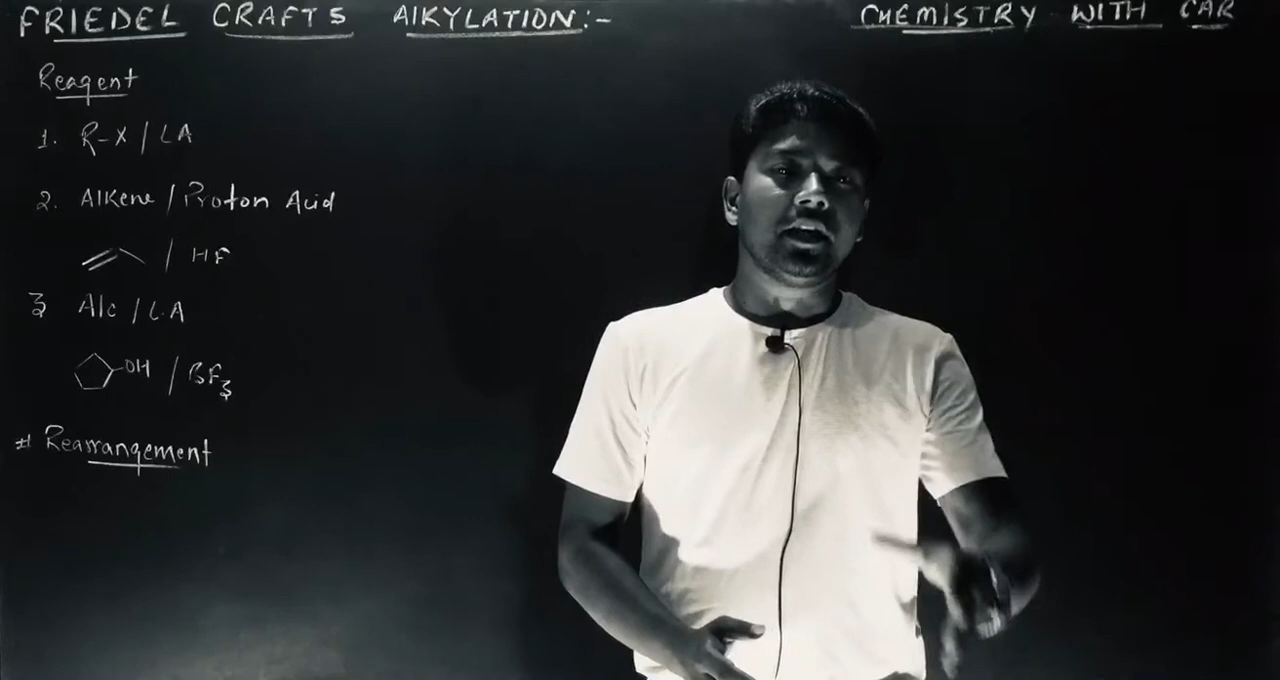 FRIEDEL CRAFTS AlKYLATION:-
CHEMISTRY WITH CAR
Reagent
1. R-X / LA
2. Alkene / Proton Acid
/ HF
3 Alc / L.A
OH / BF3
# Rearrangement